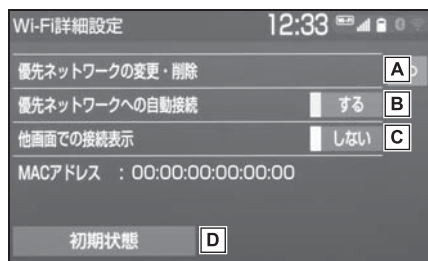 Wi-Fi詳細設定 12:33
優先ネットワークの変更・削除 A
優先ネットワークへの自動接続 する B
他画面での接続表示 しない C
MACアドレス : 00:00:00:00:00:00
初期状態 D